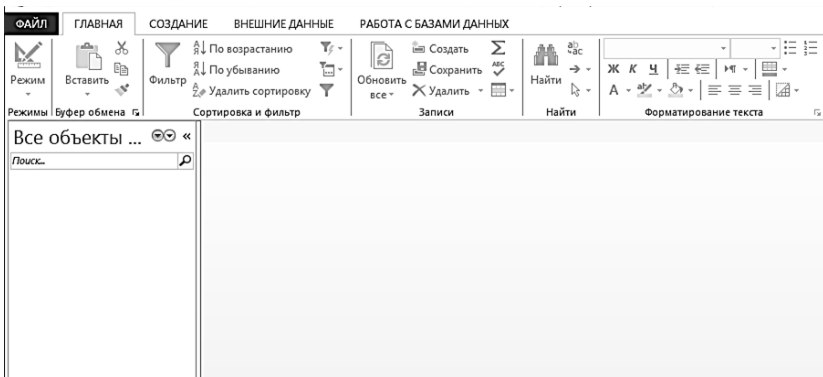 ФАЙЛ ГЛАВНАЯ СОЗДАНИЕ ВНЕШНИЕ ДАННЫЕ РАБОТА С БАЗАМИ ДАННЫХ
Режим
Вставить
Фильтр
По возрастанию
По убыванию
Удалить сортировку
Обновить
все
Создать
Сохранить
Удалить
Найти
Ж К Ч
А
Режимы Буфер обмена Сортировка и фильтр Записи Найти Форматирование текста
Все объекты ...
Поиск...